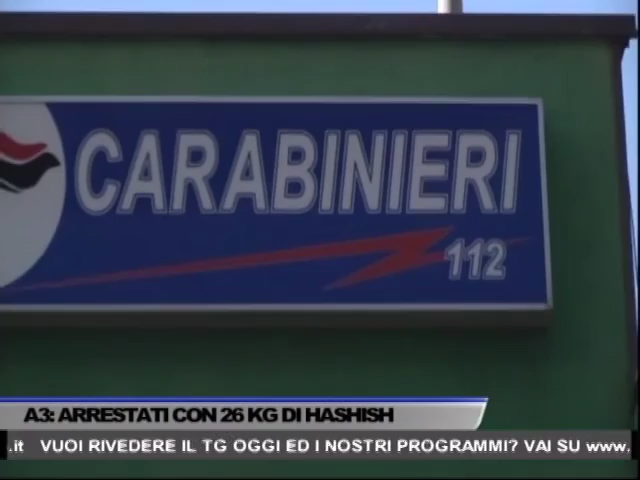 CARABINIERI
112
A3: ARRESTATI CON 26 KG DI HASHISH
.it VUOI RIVEDERE IL TG OGGI ED I NOSTRI PROGRAMMI? VAI SU www.